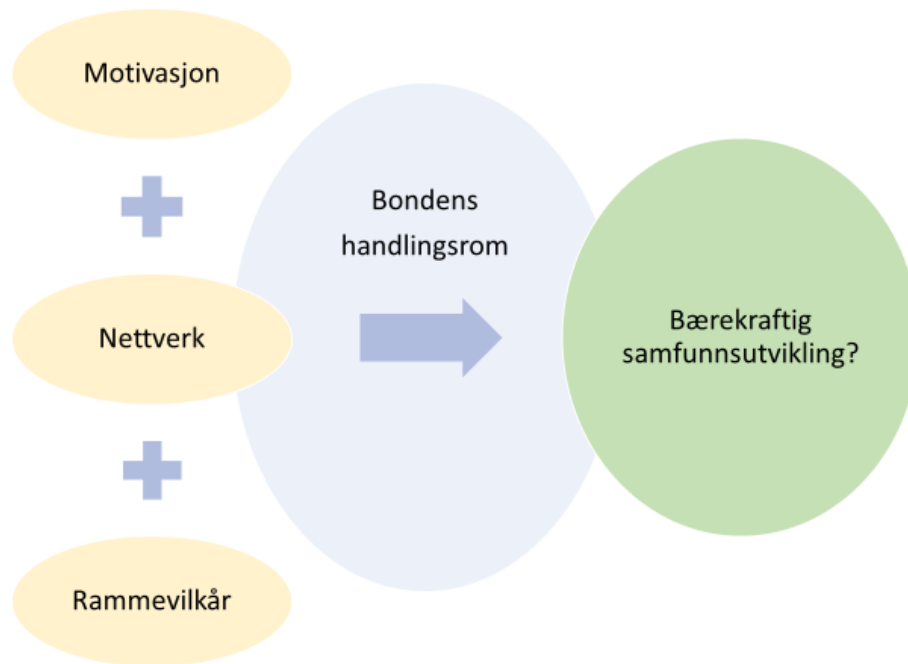 Motivasjon
Bondens
handlingsrom
Nettverk
Bærekraftig
samfunnsutvikling?
Rammevilkår